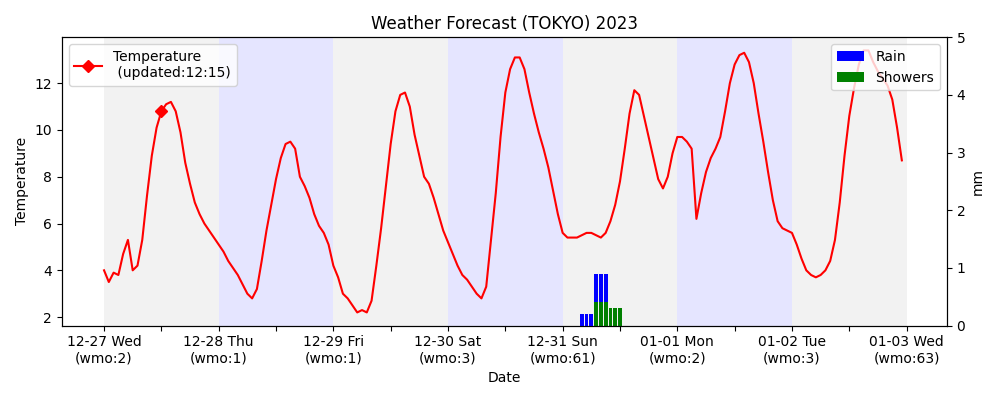 Weather Forecast (TOKYO) 2023
Temperature
(updated:12:15)
Rain
Showers
Temperature
12
10
8
6
4
2
5
4
3
2
1
0
mm
12-27 Wed
(wmo:2)
12-28 Thu
(wmo:1)
12-29 Fri
(wmo:1)
12-30 Sat
(wmo:3)
12-31 Sun
(wmo:61)
01-01 Mon
(wmo:2)
01-02 Tue
(wmo:3)
01-03 Wed
(wmo:63)
Date